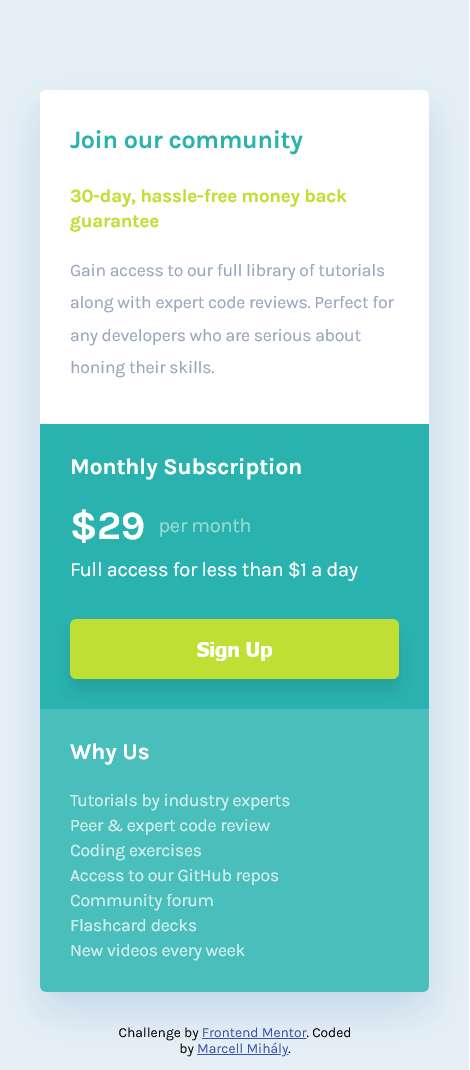 Join our community
30-day, hassle-free money back
guarantee
Gain access to our full library of tutorials
along with expert code reviews. Perfect for
any developers who are serious about
honing their skills.
Monthly Subscription
$29 per month
Full access for less than $1 a day
Sign Up
Why Us
Tutorials by industry experts
Peer & expert code review
Coding exercises
Access to our GitHub repos
Community forum
Flashcard decks
New videos every week
Challenge by Frontend Mentor. Coded
by Marcell Mihály.